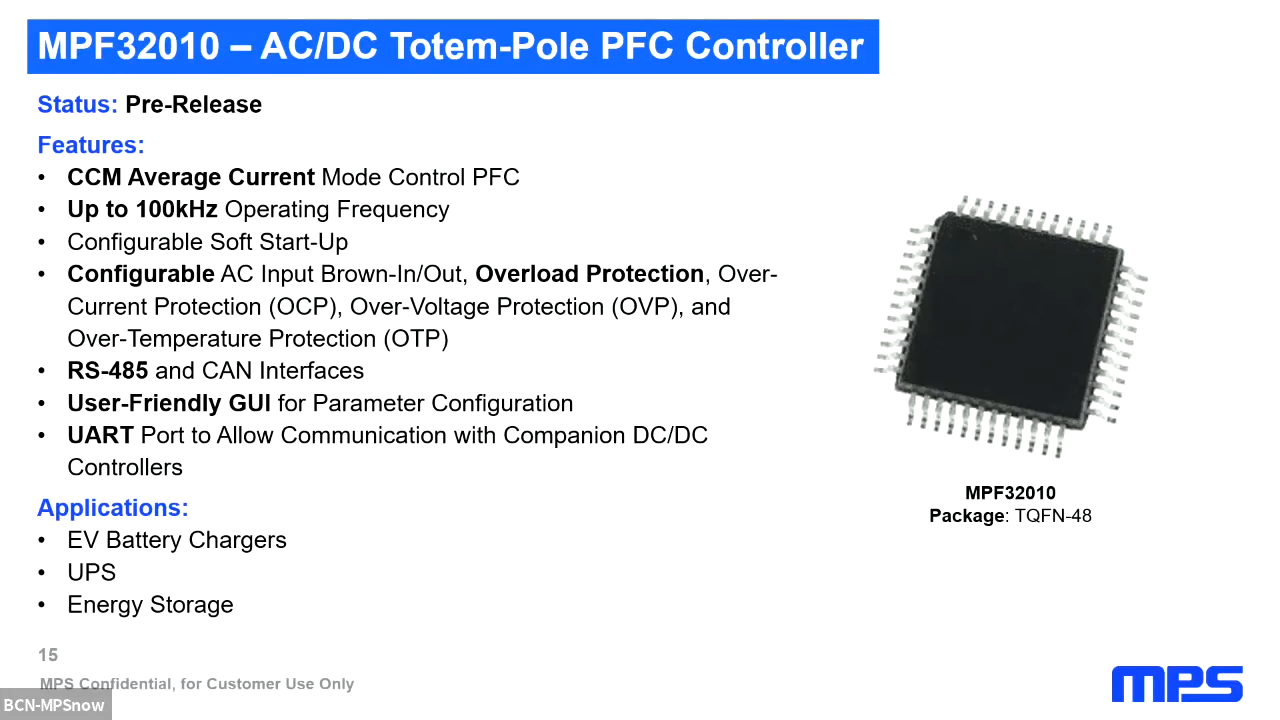 MPF32010 – AC/DC Totem-Pole PFC Controller
Status: Pre-Release
Features:
• CCM Average Current Mode Control PFC
• Up to 100kHz Operating Frequency
• Configurable Soft Start-Up
• Configurable AC Input Brown-In/Out, Overload Protection, Over-
Current Protection (OCP), Over-Voltage Protection (OVP), and
Over-Temperature Protection (OTP)
• RS-485 and CAN Interfaces
• User-Friendly GUI for Parameter Configuration
• UART Port to Allow Communication with Companion DC/DC
Controllers
Applications:
• EV Battery Chargers
• UPS
• Energy Storage
MPF32010
Package: TQFN-48
15
MPS Confidential, for Customer Use Only
BCN-MPSnow
MPS